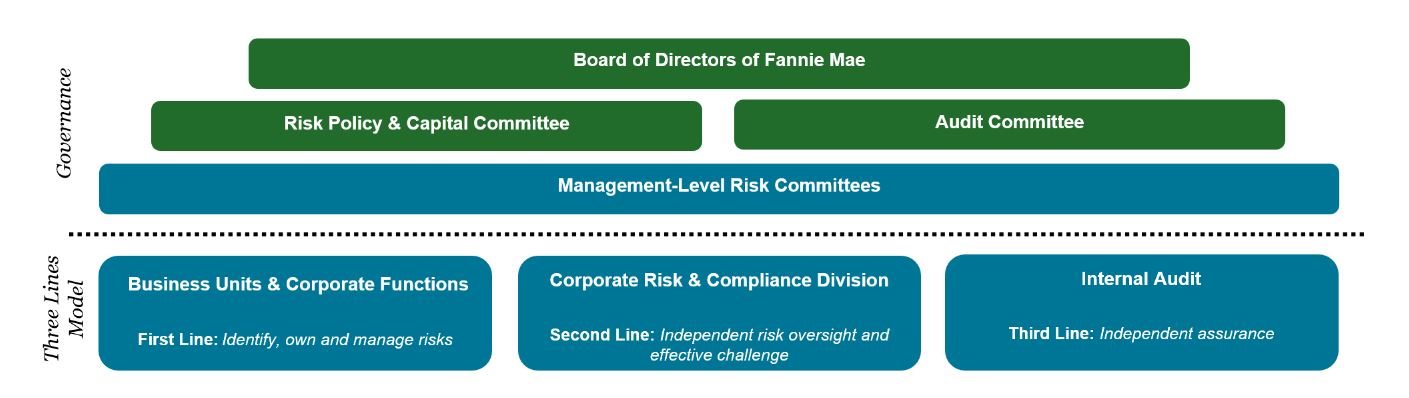 Governance
Board of Directors of Fannie Mae
Risk Policy & Capital Committee
Audit Committee
Management-Level Risk Committees
Three Lines
Model
Business Units & Corporate Functions
First Line: Identify, own and manage risks
Corporate Risk & Compliance Division
Second Line: Independent risk oversight and
effective challenge
Internal Audit
Third Line: Independent assurance